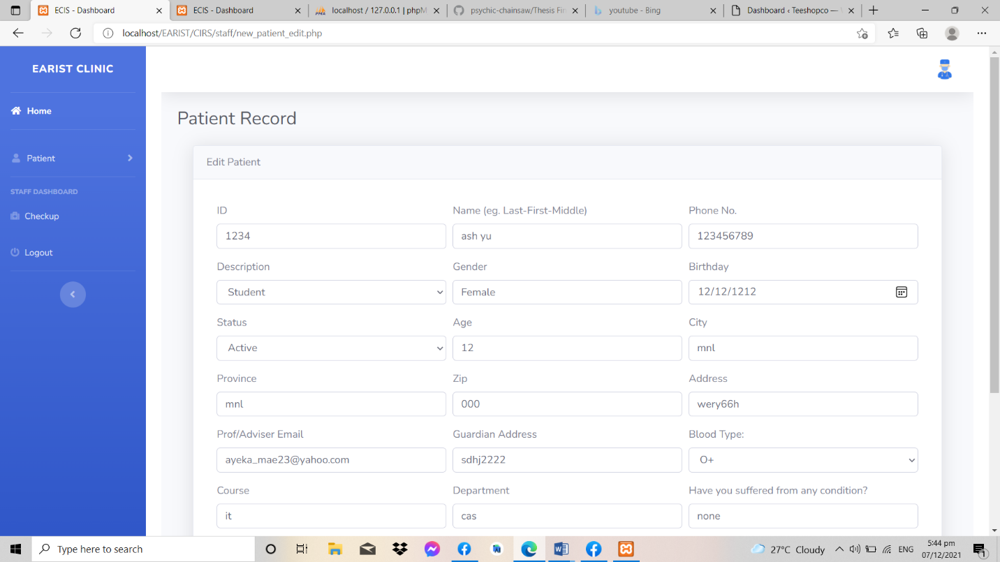 ECIS - Dashboard
ECIS - Dashboard
localhost / 127.0.0.1 | phpM
psychic-chainsaw/Thesis Fi
youtube - Bing
Dashboard ‹ Teeshopco —
localhost/EARIST/CIRS/staff/new_patient_edit.php
EARIST CLINIC
Home
Patient
STAFF DASHBOARD
Checkup
Logout
Patient Record
Edit Patient
ID Name (eg. Last-First-Middle) Phone No.
1234 ash yu 123456789
Description Gender Birthday
Student Female 12/12/1212
Status Age City
Active 12 mnl
Province Zip Address
mnl 000 wery66h
Prof/Adviser Email Guardian Address Blood Type:
ayeka_mae23@yahoo.com sdhj2222 O+
Course Department Have you suffered from any condition?
it cas none
Type here to search
27°C Cloudy
ENG
5:44 pm
07/12/2021
1